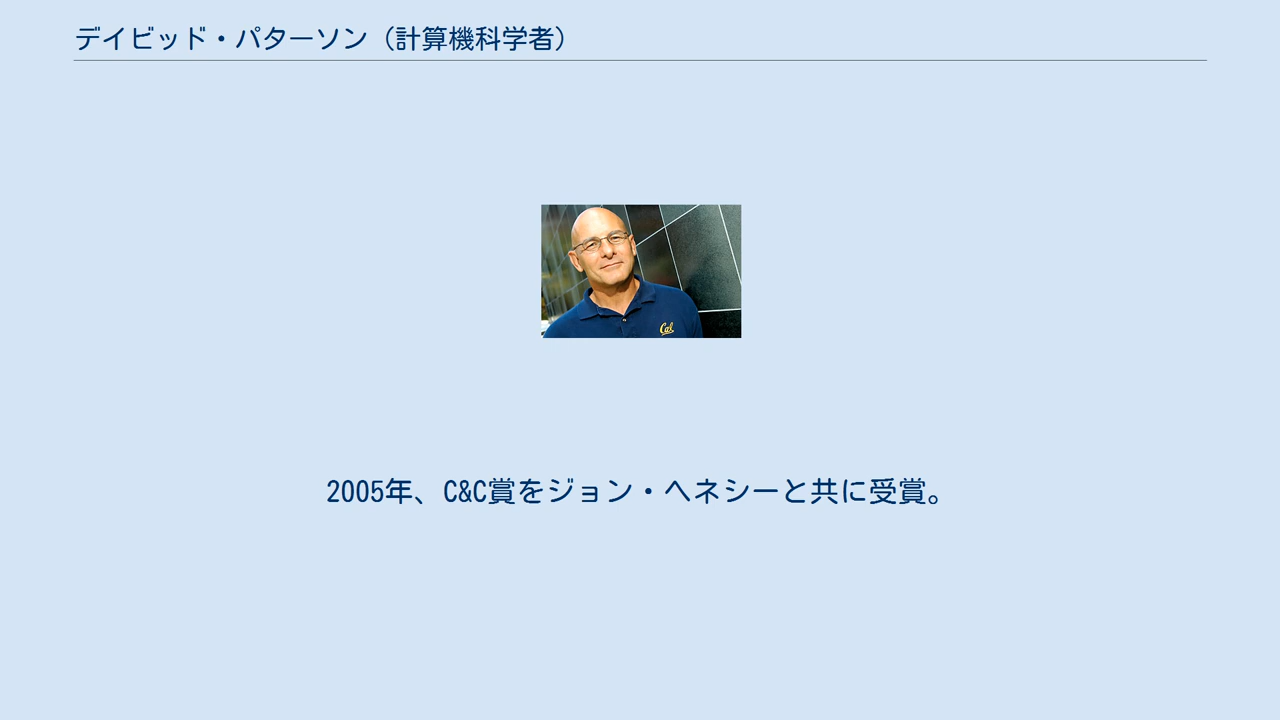 デイビッド・パターソン（計算機科学者）
Cal
2005年、C&C賞をジョン・ヘネシーと共に受賞。